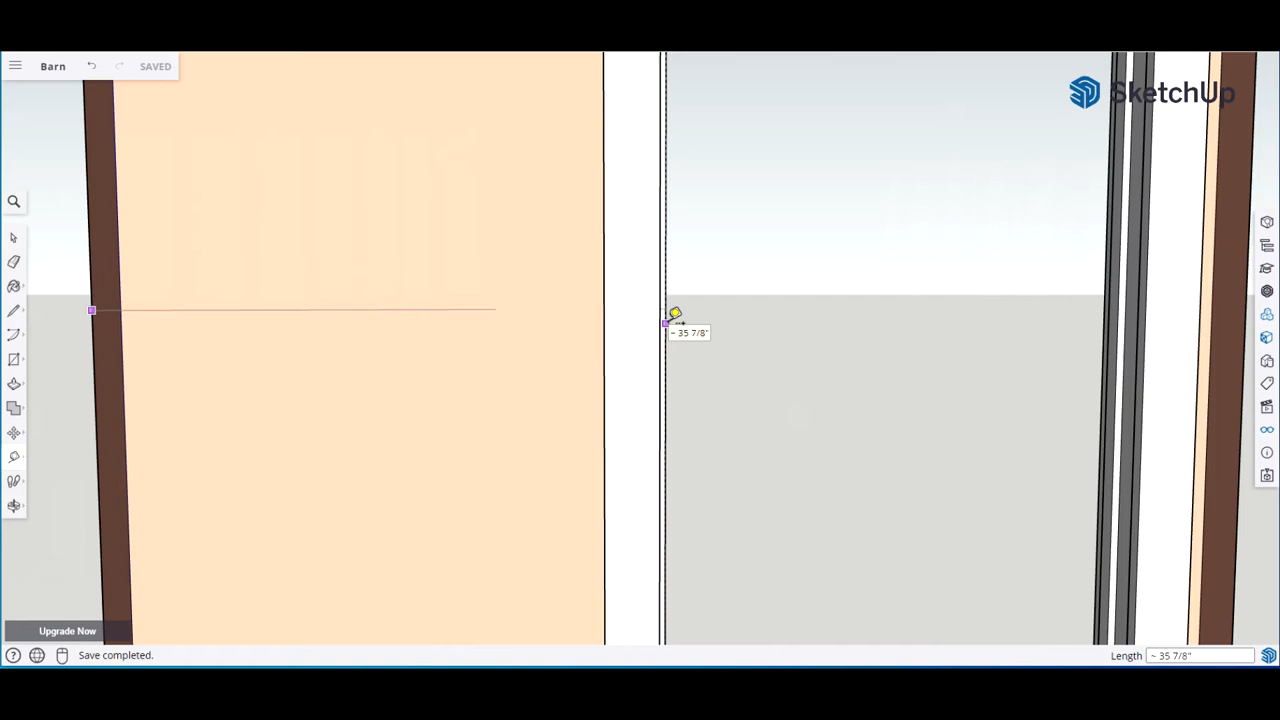 Barn
SAVED
SketchUp
~ 35 7/8"
Upgrade Now
Save completed.
Length
~ 35 7/8"